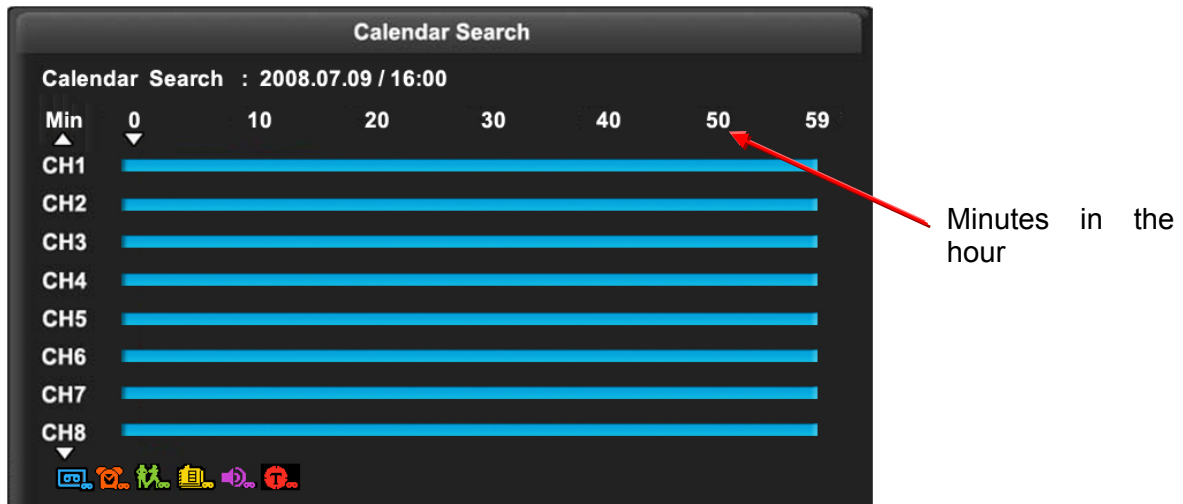 Calendar Search
Calendar Search : 2008.07.09 / 16:00
Min 0 10 20 30 40 50 59
CH1
CH2
CH3
CH4
CH5
CH6
CH7
CH8
T
Minutes in the
hour